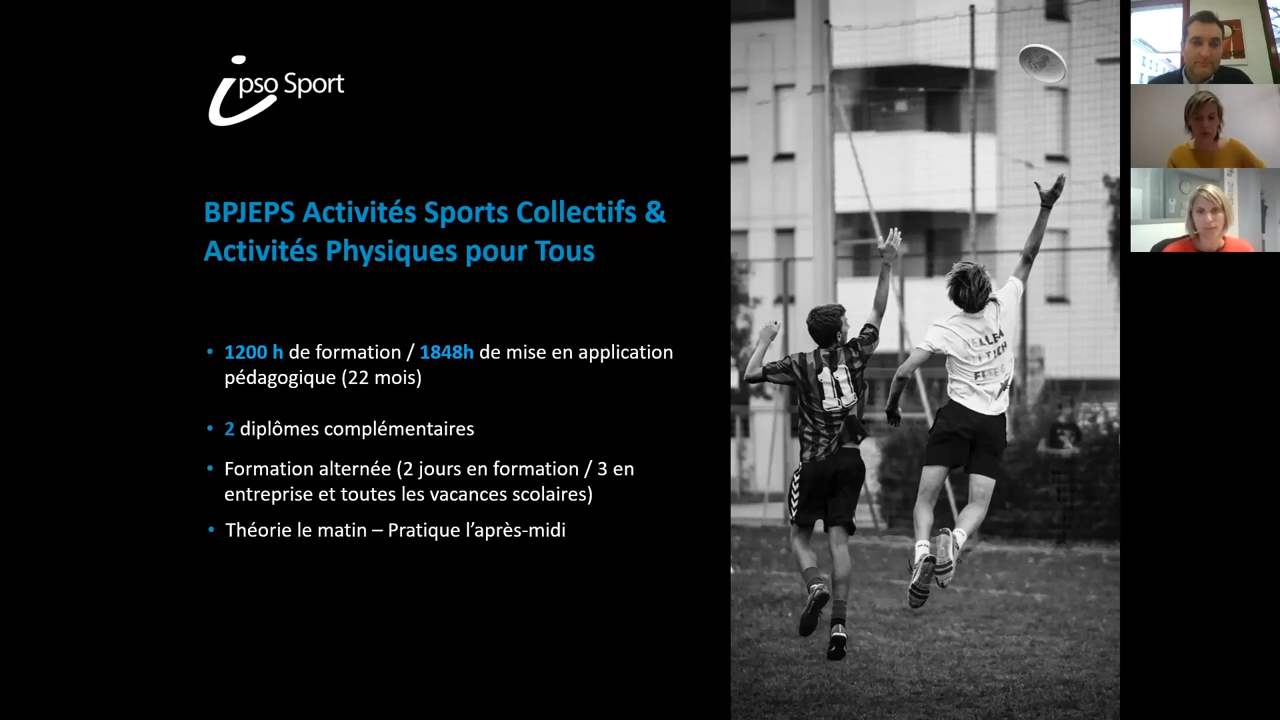 ipso Sport
BPJEPS Activités Sports Collectifs &
Activités Physiques pour Tous
• 1200 h de formation / 1848h de mise en application
pédagogique (22 mois)
• 2 diplômes complémentaires
• Formation alternée (2 jours en formation / 3 en
entreprise et toutes les vacances scolaires)
• Théorie le matin – Pratique l’après-midi
11